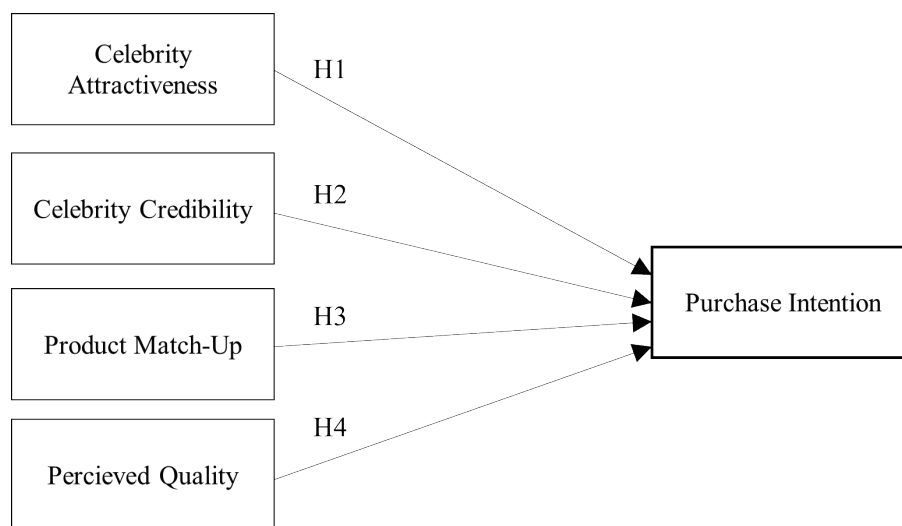 Celebrity
Attractiveness
H1
Celebrity Credibility
H2
Purchase Intention
Product Match-Up
H3
Percieved Quality
H4